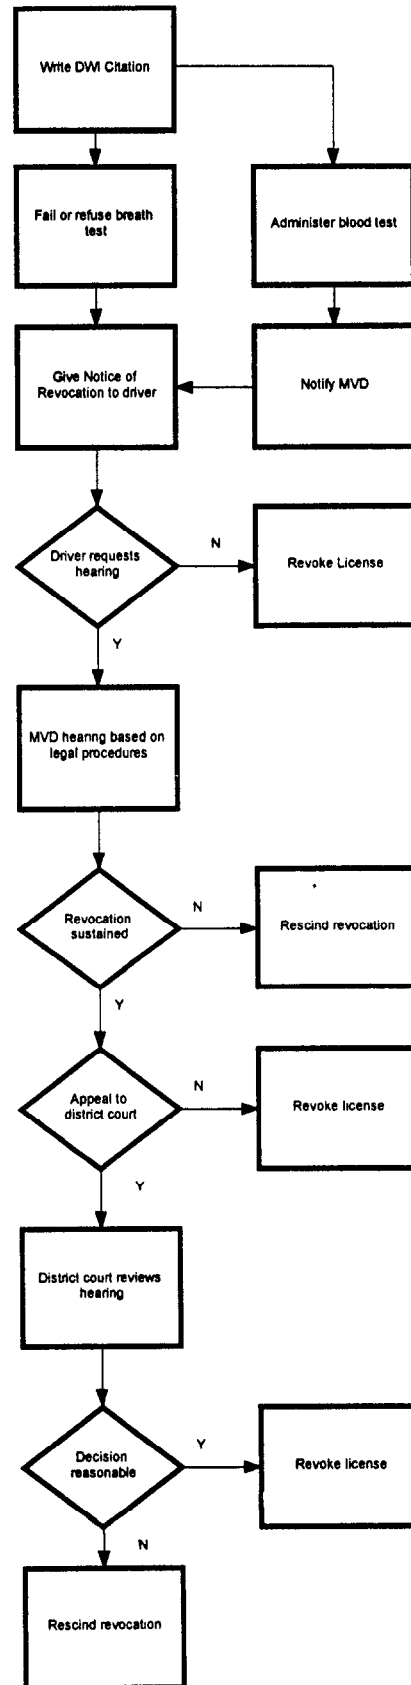 Write DWI Citation
Fail or refuse breath
test
Administer blood test
Give Notice of
Revocation to driver
Notify MVD
Driver requests
hearing
N
Revoke License
Y
MVD hearing based on
legal procedures
Revocation
sustained
N
Rescind revocation
Y
Appeal to
district court
N
Revoke license
Y
District court reviews
hearing
Decision
reasonable
Y
Revoke license
N
Rescind revocation